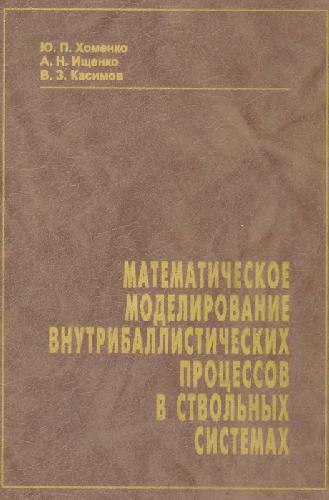 Ю. П. Хоменко
А. Н. Ищенко
В. З. Касимов
МАТЕМАТИЧЕСКОЕ
МОДЕЛИРОВАНИЕ
ВНУТРИБАЛЛИСТИЧЕСКИХ
ПРОЦЕССОВ
В СТВОЛЬНЫХ
СИСТЕМАХ